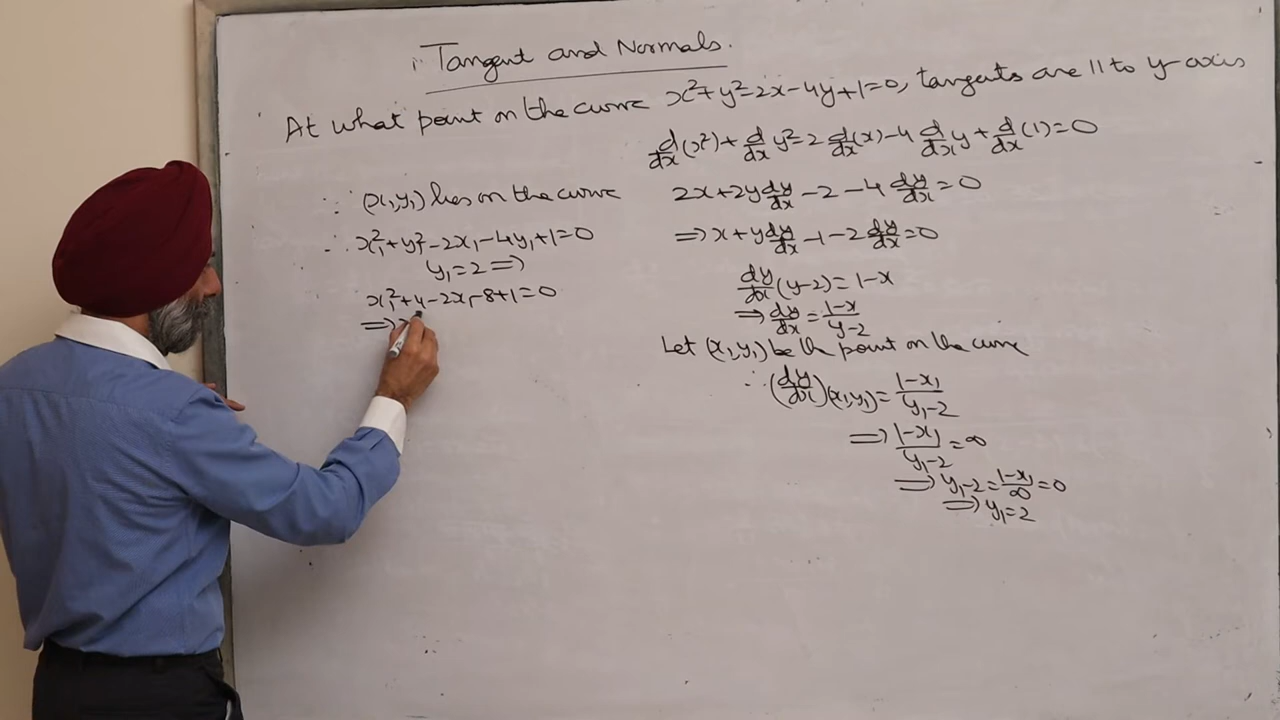 Tangent and Normals.
At what point on the curve x²+y²-2x-4y+1=0, tangents are || to y-axis
d/dx(x²)+d/dx y²-2 d/dx(x)-4 d/dx y+d/dx(1)=0
2x+2y dy/dx -2-4 dy/dx=0
⇒x+y dy/dx -1-2 dy/dx=0
dy/dx(y-2)=1-x
⇒dy/dx=(1-x)/(y-2)
Let (x₁,y₁) be the point on the curve
∴(dy/dx)(x₁,y₁)=(1-x₁)/(y₁-2)
⇒(1-x₁)/(y₁-2)=∞
⇒y₁-2=(1-x₁)/∞=0
⇒y₁=2
∵ (x₁,y₁) lies on the curve
∴ x₁²+y₁²-2x₁-4y₁+1=0
y₁=2⇒
x₁²+4-2x₁-8+1=0
⇒